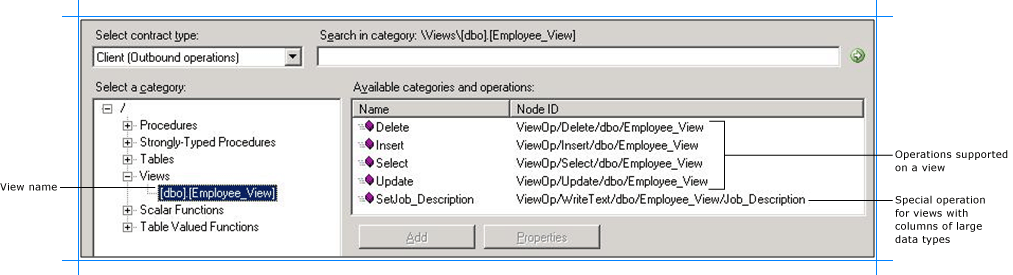 Select contract type:
Search in category: \Views\[dbo].[Employee_View]
Client (Outbound operations)
Select a category:
Available categories and operations:
/
Procedures
Strongly-Typed Procedures
Tables
Views
[dbo].[Employee_View]
Scalar Functions
Table Valued Functions
View name
Name Node ID
Delete ViewOp/Delete/dbo/Employee_View
Insert ViewOp/Insert/dbo/Employee_View
Select ViewOp/Select/dbo/Employee_View
Update ViewOp/Update/dbo/Employee_View
SetJob_Description ViewOp/WriteText/dbo/Employee_View/Job_Description
Add Properties
Operations supported
on a view
Special operation
for views with
columns of large
data types